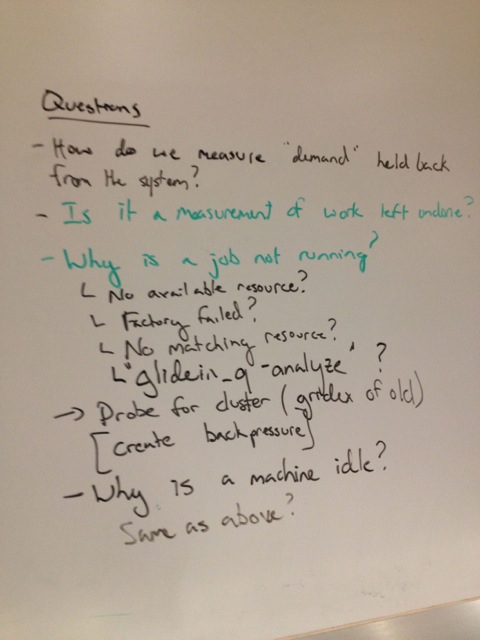 Questions
- How do we measure "demand" held back
from the system?
- Is it a measurement of work left undone?
- Why is a job not running?
└ No available resource?
└ Factory failed?
└ No matching resource?
└ "glidein_q-analyze" ?
→ Probe for cluster (gridex of old)
[create backpressure]
- Why is a machine idle?
Same as above?